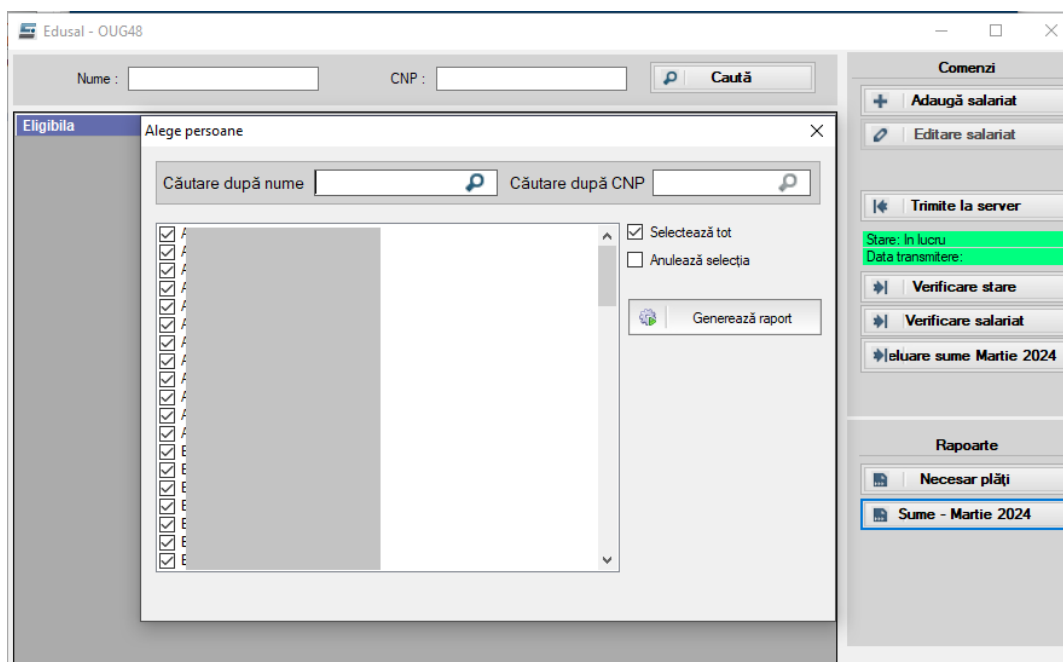 Edusal - OUG48
Nume :
CNP :
Caută
Eligibila
Alege persoane
Căutare după nume
Căutare după CNP
A
A
A
A
A
A
A
A
A
A
A
A
E
E
E
E
E
E
E
Selectează tot
Anulează selecția
Generează raport
Comenzi
Adaugă salariat
Editare salariat
Trimite la server
Stare: In lucru
Data transmitere:
Verificare stare
Verificare salariat
eluare sume Martie 2024
Rapoarte
Necesar plăți
Sume - Martie 2024